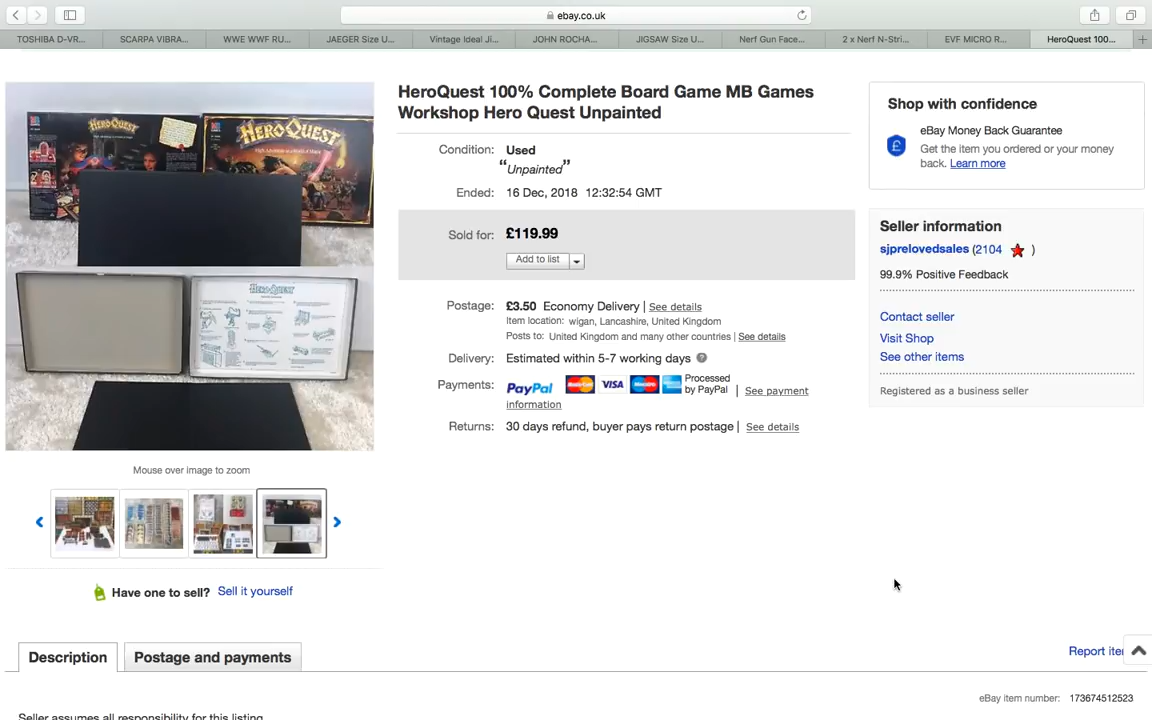 ebay.co.uk
TOSHIBA D-VR...
SCARPA VIBRA...
WWE WWF RU...
JAEGER Size U...
Vintage Ideal Ji...
JOHN ROCHA...
JIGSAW Size U...
Nerf Gun Face...
2 x Nerf N-Stri...
EVF MICRO R...
HeroQuest 100...
HEROQUEST
HEROQUEST
HEROQUEST
Mouse over image to zoom
Have one to sell? Sell it yourself
HeroQuest 100% Complete Board Game MB Games
Workshop Hero Quest Unpainted
Condition: Used
“Unpainted”
Ended: 16 Dec, 2018 12:32:54 GMT
Sold for: £119.99
Add to list
Postage: £3.50 Economy Delivery | See details
Item location: wigan, Lancashire, United Kingdom
Posts to: United Kingdom and many other countries | See details
Delivery: Estimated within 5-7 working days ?
Payments: PayPal MasterCard VISA Maestro Processed
by PayPal | See payment
information
Returns: 30 days refund, buyer pays return postage | See details
Shop with confidence
eBay Money Back Guarantee
Get the item you ordered or your money
back. Learn more
Seller information
sjprelovedsales (2104 )
99.9% Positive Feedback
Contact seller
Visit Shop
See other items
Registered as a business seller
Description
Postage and payments
Report iter
eBay item number: 173674512523
Seller assumes all responsibility for this listing